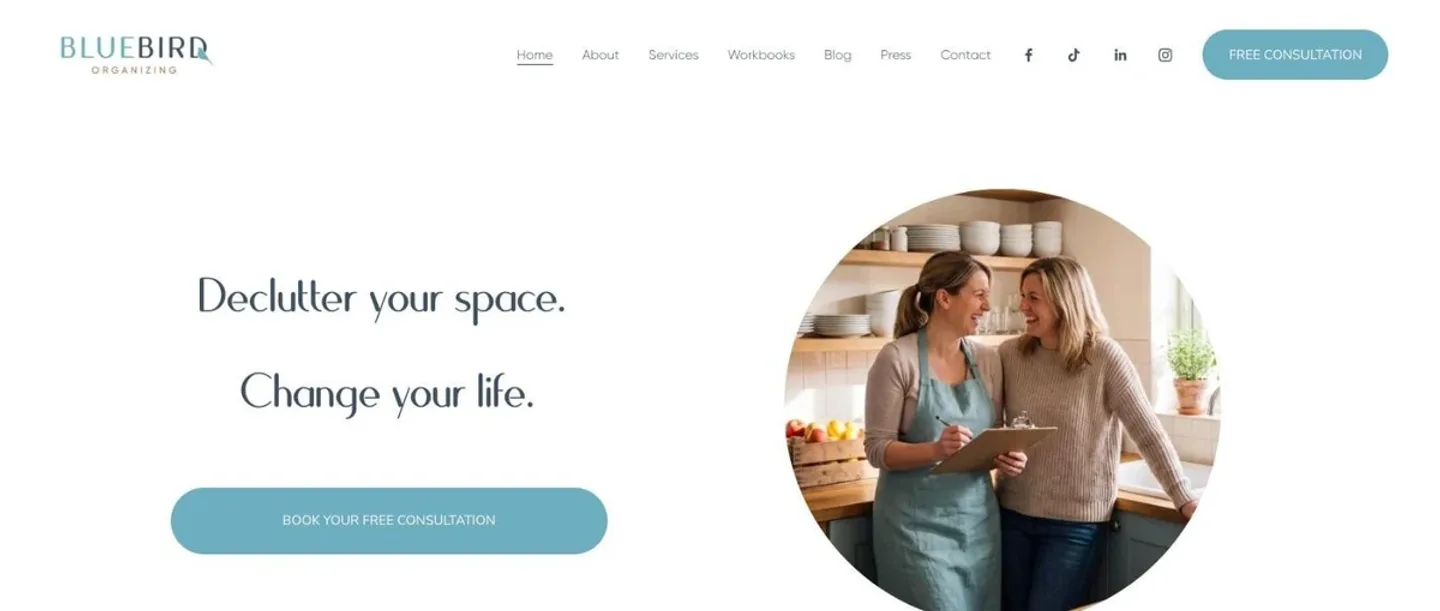 BLUEBIRD
ORGANIZING
Home About Services Workbooks Blog Press Contact
FREE CONSULTATION
Declutter your space.
Change your life.
BOOK YOUR FREE CONSULTATION